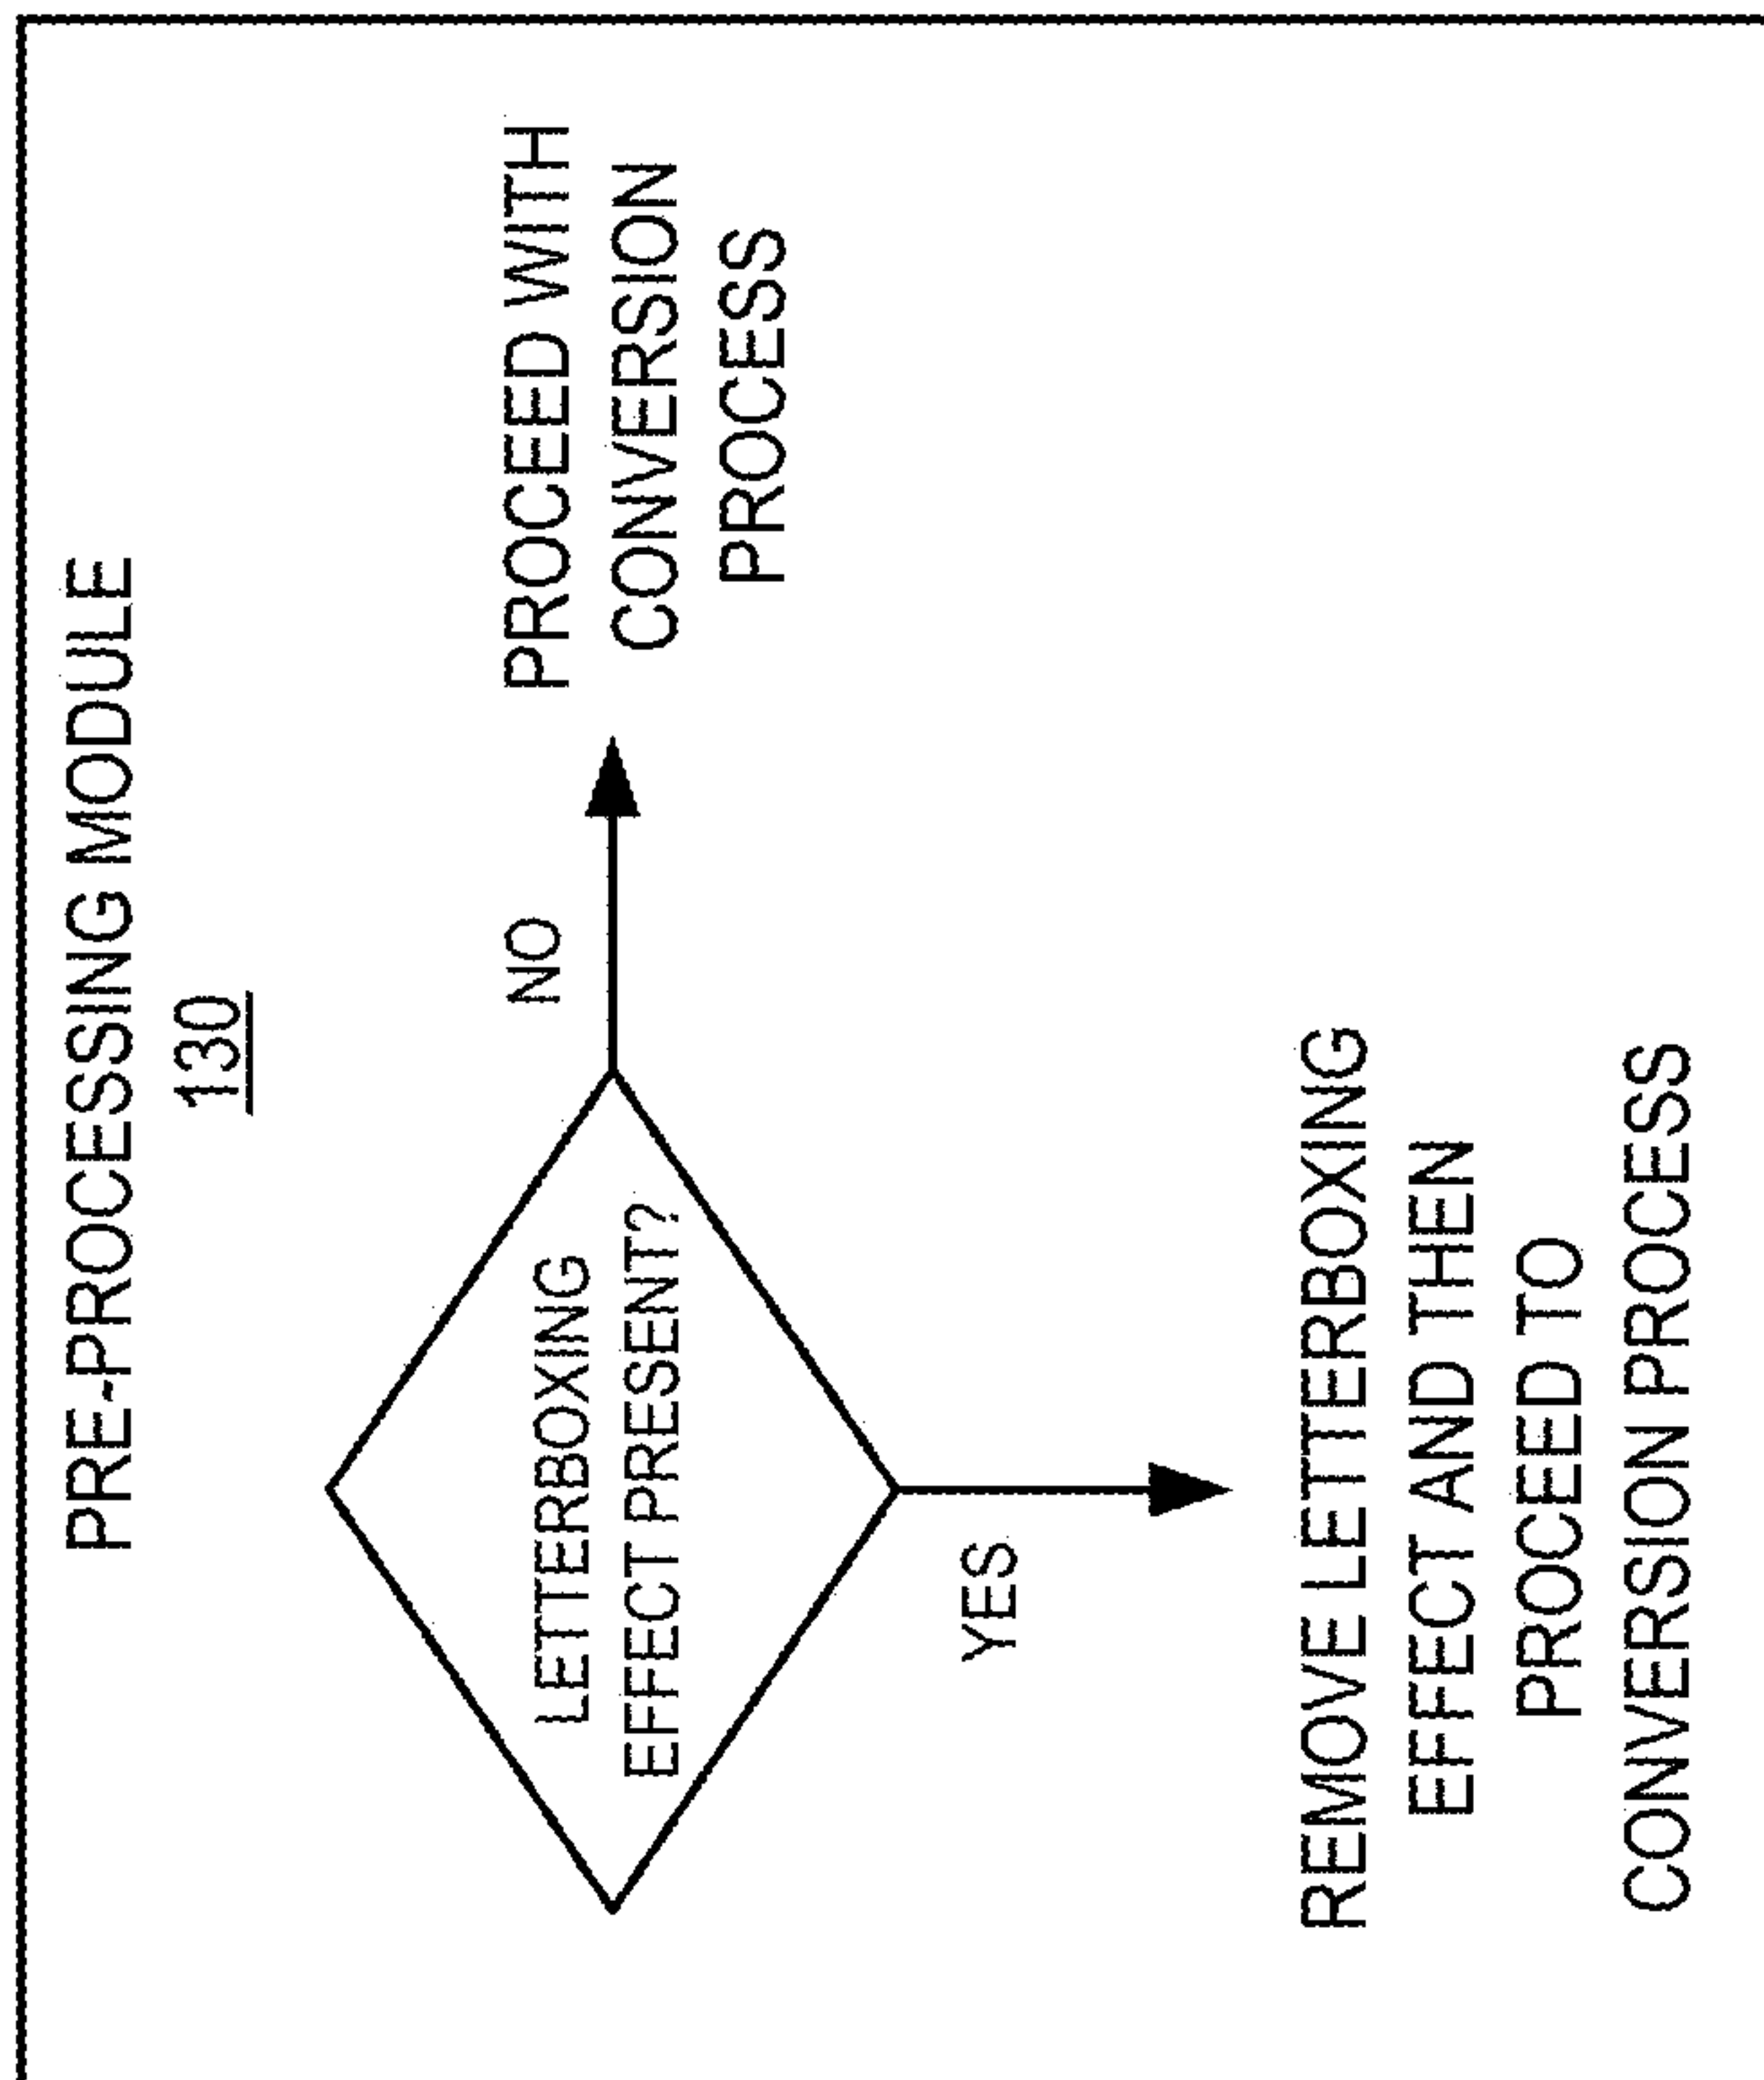 PRE-PROCESSING MODULE
130
LETTERBOXING
EFFECT PRESENT?
NO
PROCEED WITH
CONVERSION
PROCESS
YES
REMOVE LETTERBOXING
EFFECT AND THEN
PROCEED TO
CONVERSION PROCESS